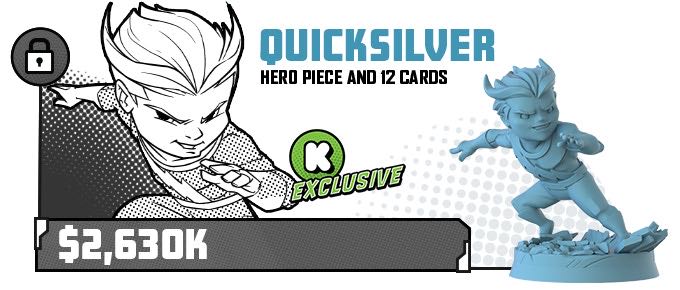 QUICKSILVER
HERO PIECE AND 12 CARDS
K
EXCLUSIVE
$2,630K